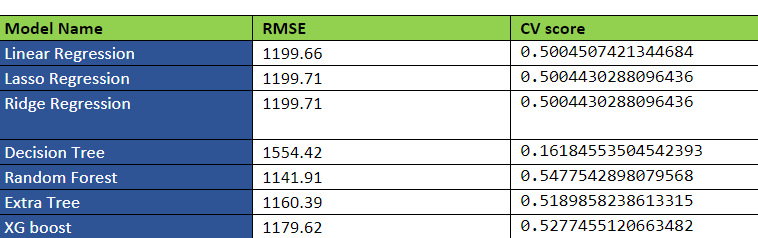 Model Name RMSE CV score
Linear Regression 1199.66 0.5004507421344684
Lasso Regression 1199.71 0.5004430288096436
Ridge Regression 1199.71 0.5004430288096436
Decision Tree 1554.42 0.16184553504542393
Random Forest 1141.91 0.5477542898079568
Extra Tree 1160.39 0.5189858238613315
XG boost 1179.62 0.5277455120663482